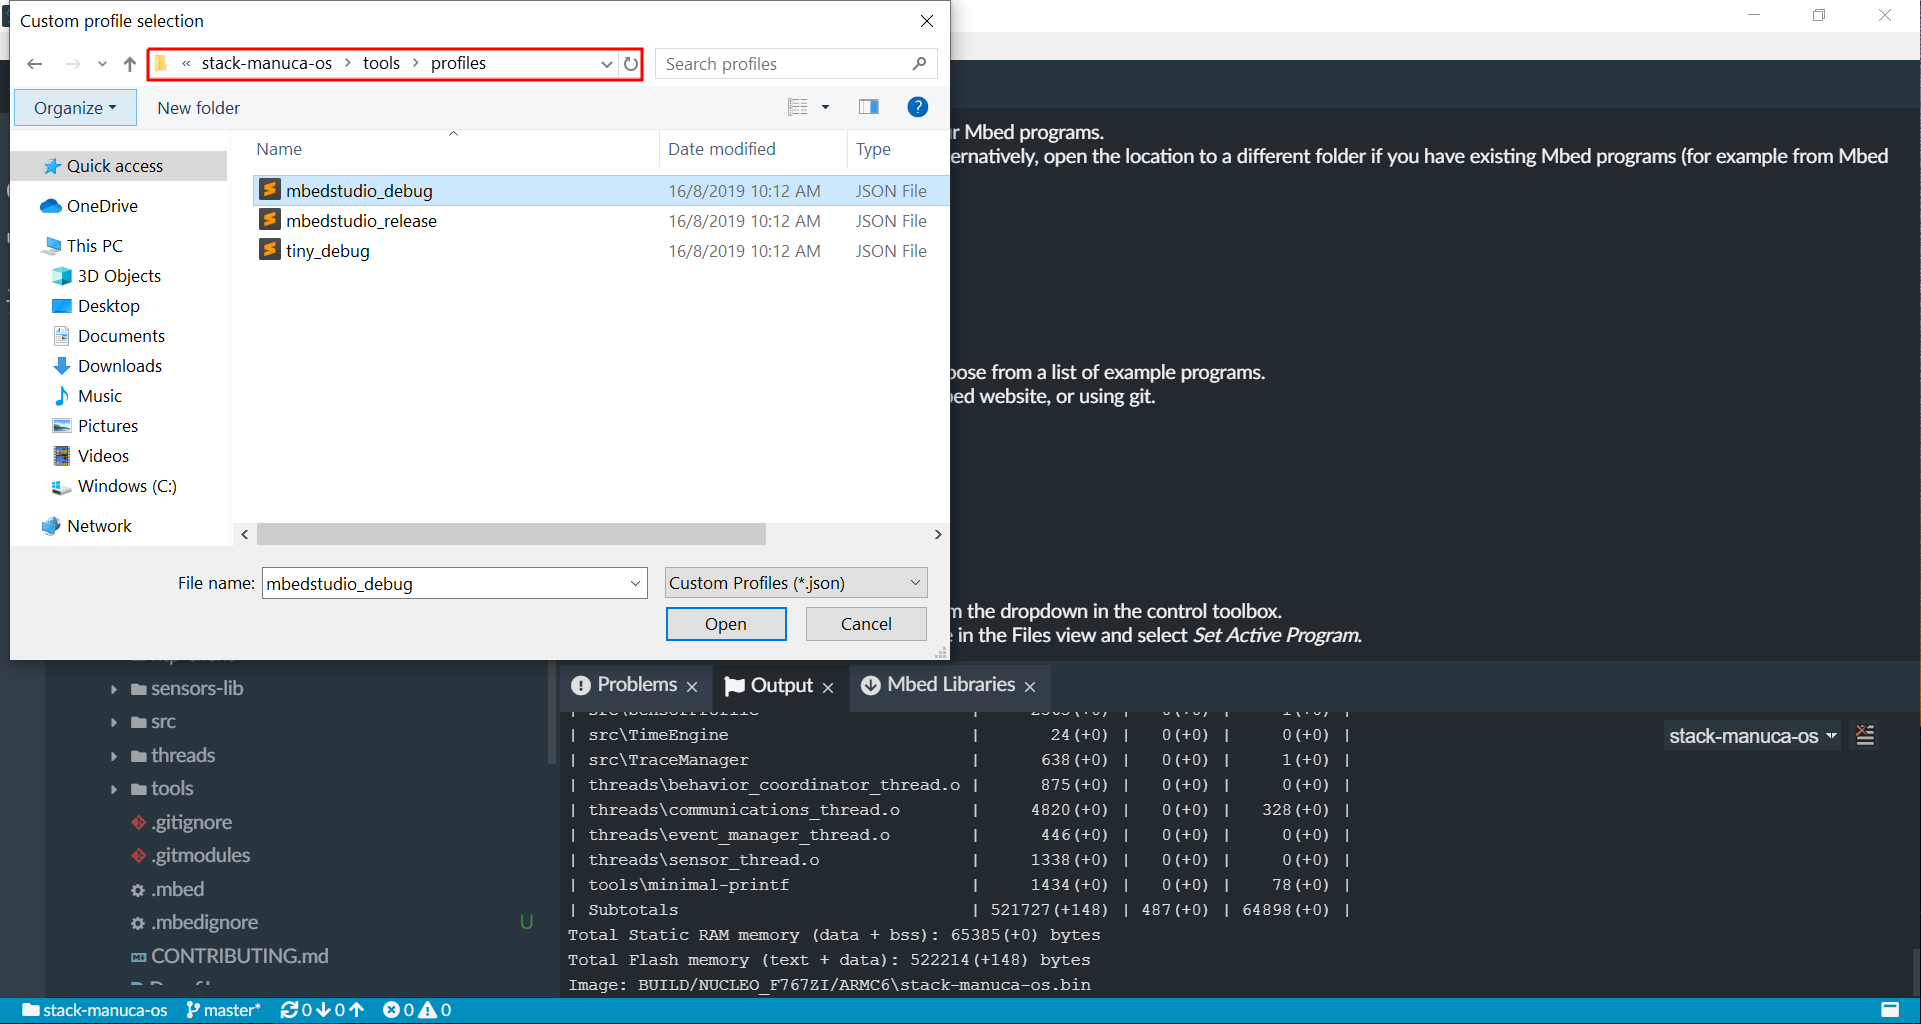 Custom profile selection
« stack-manuca-os > tools > profiles
Search profiles
Organize
New folder
Name
Date modified
Type
Quick access
OneDrive
This PC
3D Objects
Desktop
Documents
Downloads
Music
Pictures
Videos
Windows (C:)
Network
mbedstudio_debug 16/8/2019 10:12 AM JSON File
mbedstudio_release 16/8/2019 10:12 AM JSON File
tiny_debug 16/8/2019 10:12 AM JSON File
File name: mbedstudio_debug
Custom Profiles (*.json)
Open
Cancel
Mbed programs.
open the location to a different folder if you have existing Mbed programs (for example from Mbed
from a list of example programs.
website, or using git.
the dropdown in the control toolbox.
in the Files view and select Set Active Program.
sensors-lib
src
threads
tools
.gitignore
.gitmodules
.mbed
.mbedignore U
CONTRIBUTING.md
Problems ×
Output ×
Mbed Libraries ×
stack-manuca-os
| src\TimeEngine | 24(+0) | 0(+0) | 0(+0) |
| src\TraceManager | 638(+0) | 0(+0) | 1(+0) |
| threads\behavior_coordinator_thread.o | 875(+0) | 0(+0) | 0(+0) |
| threads\communications_thread.o | 4820(+0) | 0(+0) | 328(+0) |
| threads\event_manager_thread.o | 446(+0) | 0(+0) | 0(+0) |
| threads\sensor_thread.o | 1338(+0) | 0(+0) | 0(+0) |
| tools\minimal-printf | 1434(+0) | 0(+0) | 78(+0) |
| Subtotals | 521727(+148) | 487(+0) | 64898(+0) |
Total Static RAM memory (data + bss): 65385(+0) bytes
Total Flash memory (text + data): 522214(+148) bytes
Image: BUILD/NUCLEO_F767ZI/ARMC6\stack-manuca-os.bin
stack-manuca-os master* 0 0 0 0